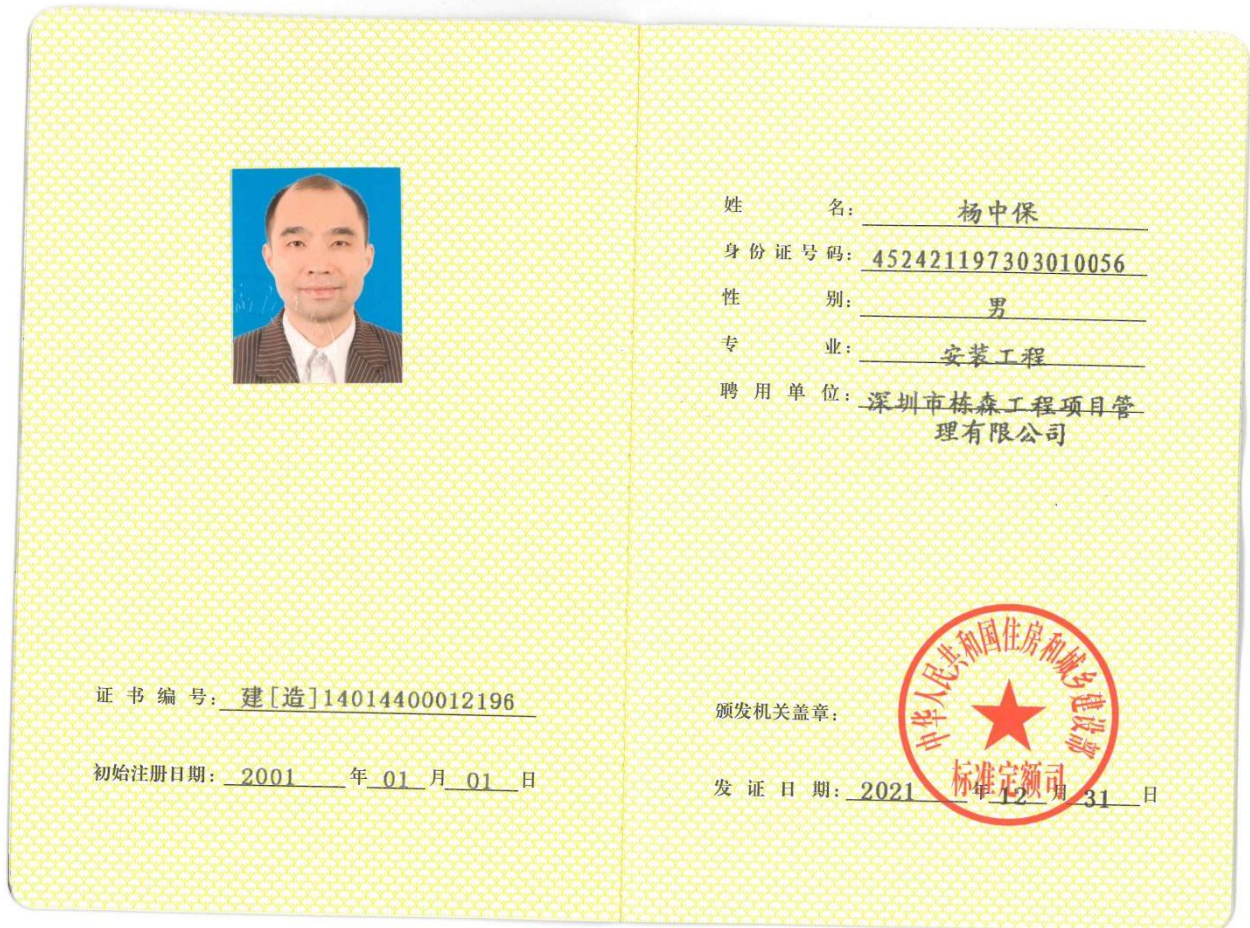 证书编号: 建[造]14014400012196
初始注册日期: 2001 年 01 月 01 日
姓名: 杨中保
身份证号码: 452421197303010056
性别: 男
专业: 安装工程
聘用单位: 深圳市栋森工程项目管
理有限公司
颁发机关盖章:
中华人民共和国住房和城乡建设部
标准定额司
发证日期: 2021 年 12 月 31 日